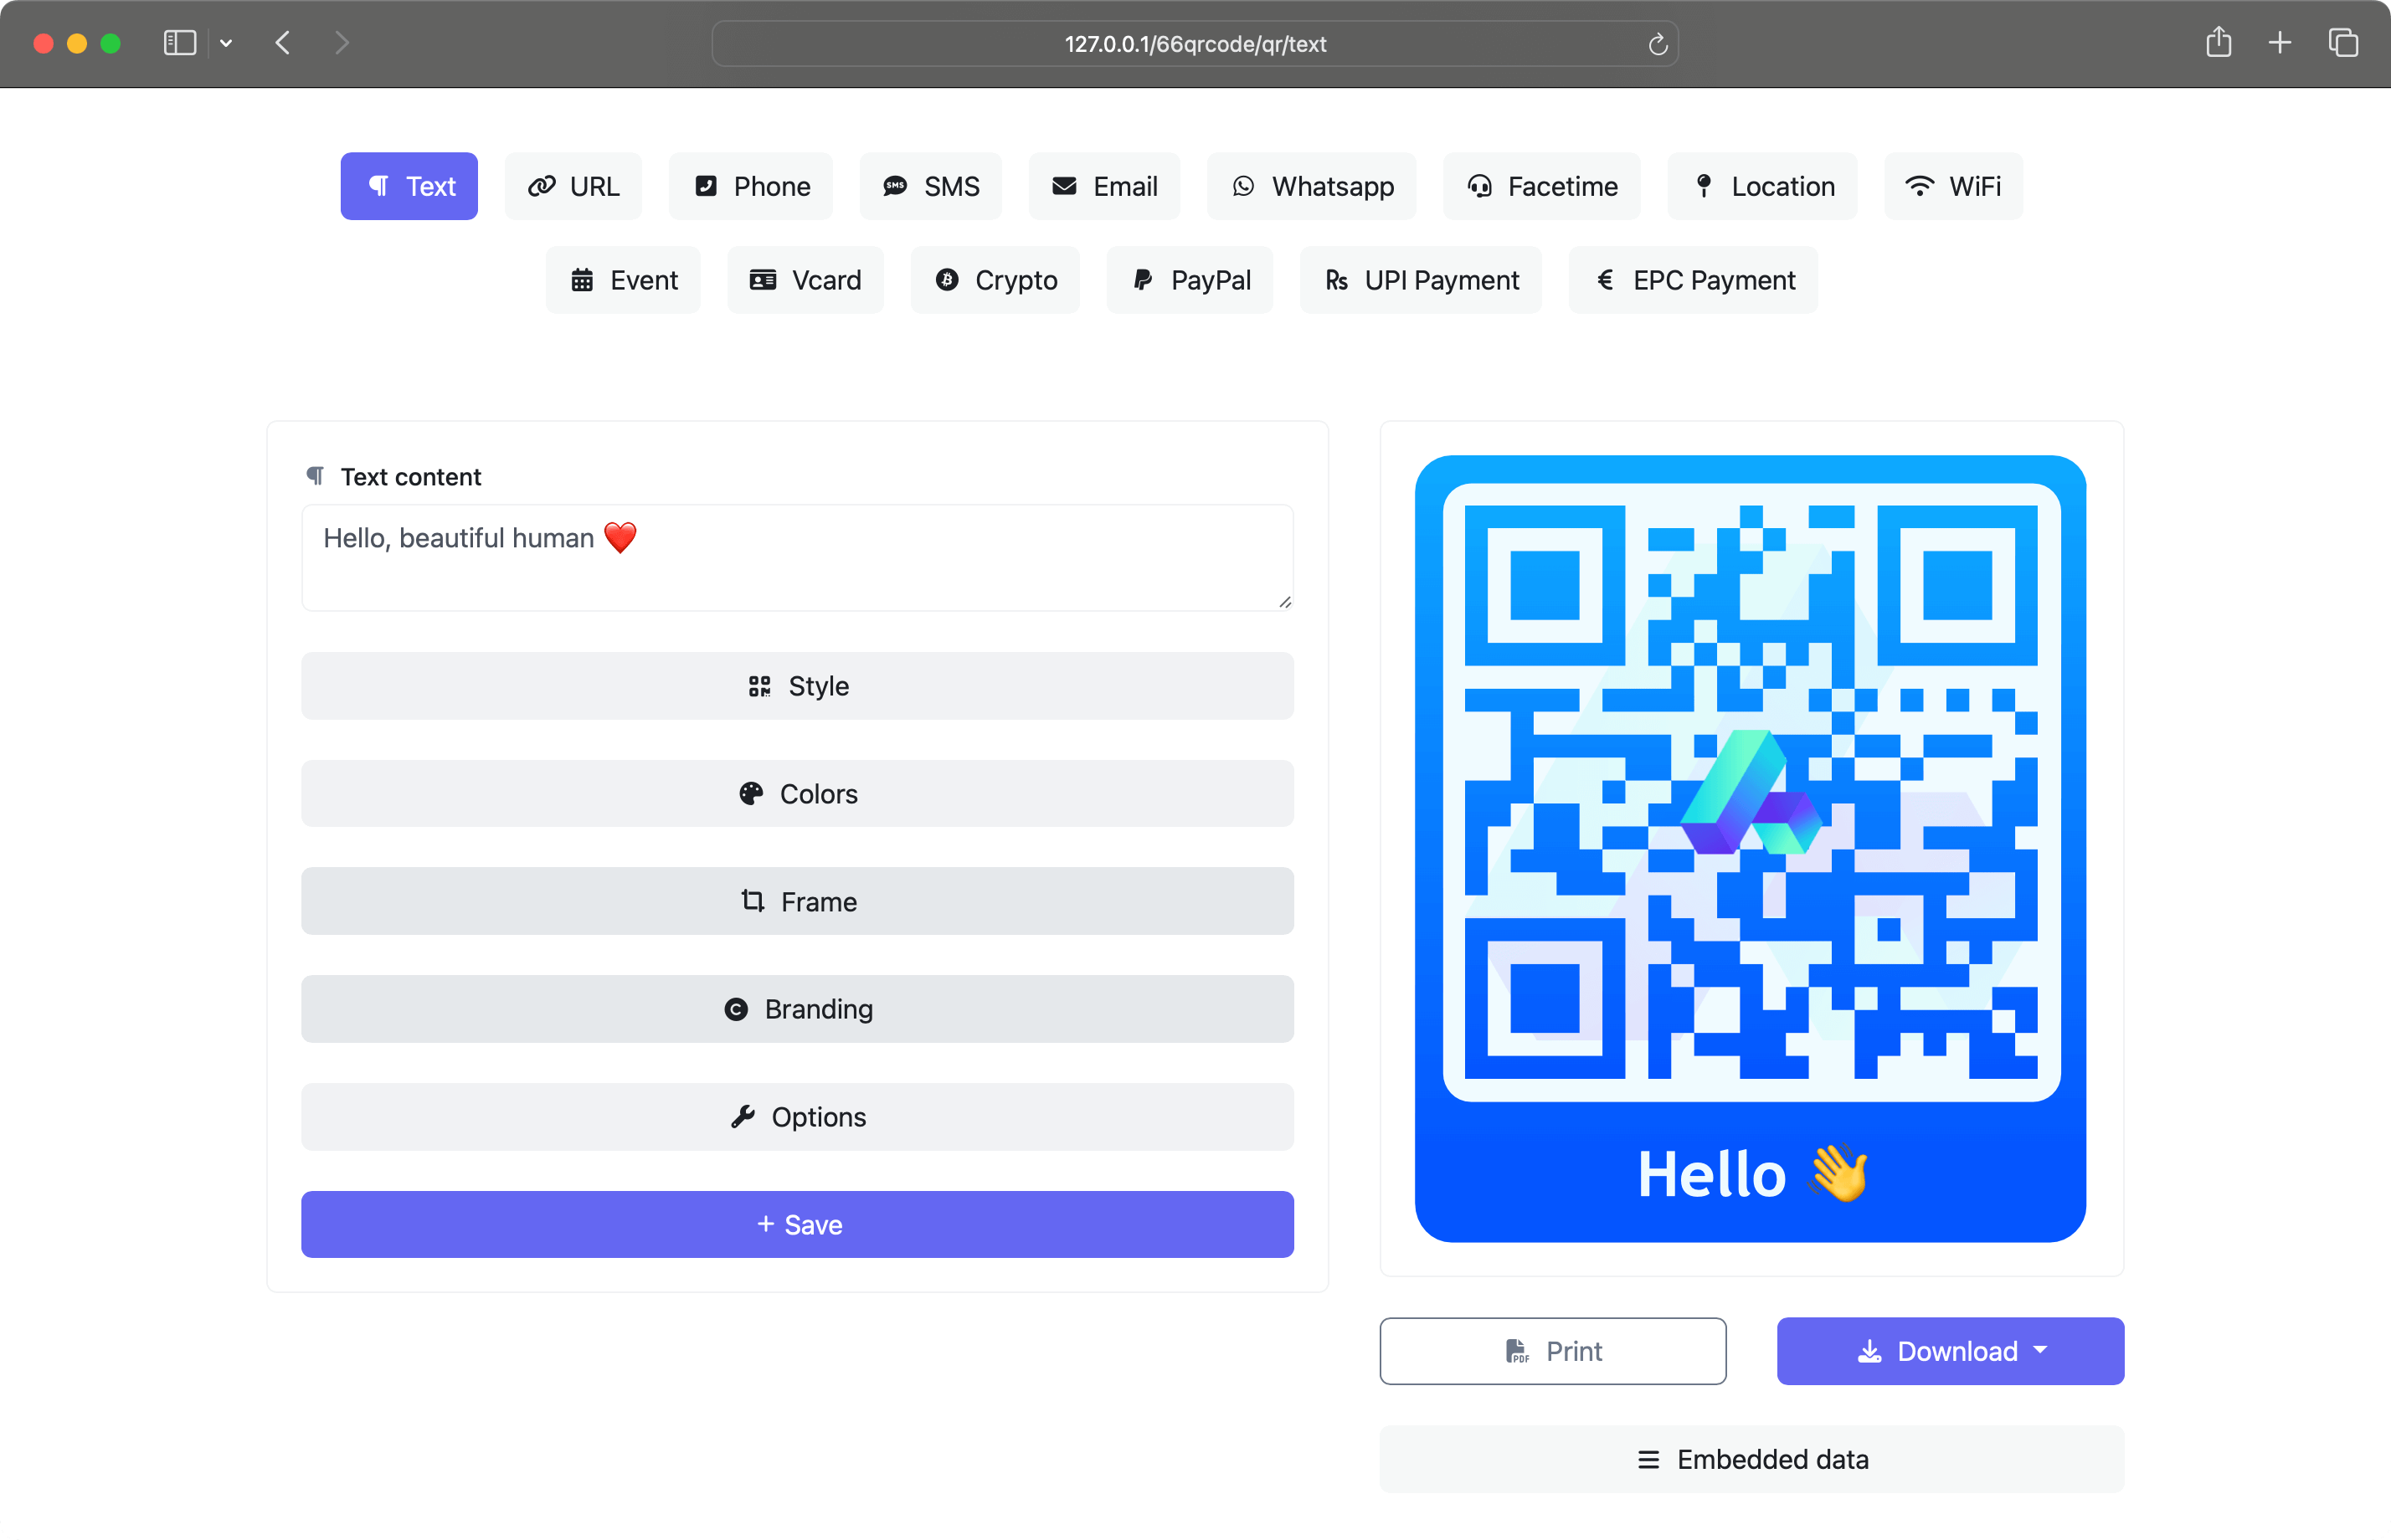 127.0.0.1/66qrcode/qr/text
Text URL Phone SMS Email Whatsapp Facetime Location WiFi
Event Vcard Crypto PayPal UPI Payment EPC Payment
Text content
Hello, beautiful human ❤️
Style
Colors
Frame
Branding
Options
+ Save
Hello 👋
Print
Download
Embedded data